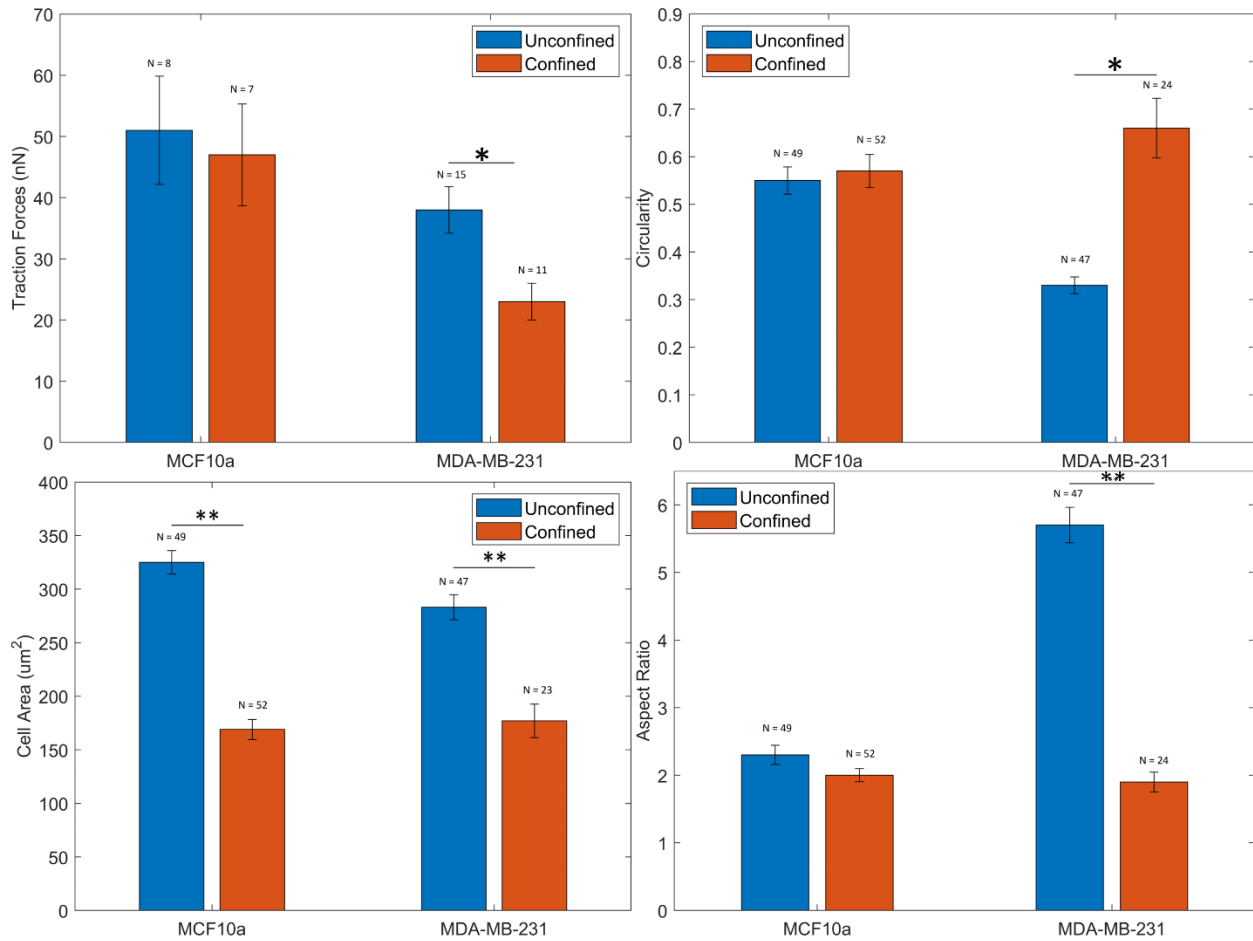 70
60
50
40
30
20
10
0
Traction Forces (nN)
Unconfined
Confined
N = 8
N = 7
*
N = 15
N = 11
MCF10a
MDA-MB-231
0.9
0.8
0.7
0.6
0.5
0.4
0.3
0.2
0.1
0
Circularity
Unconfined
Confined
*
N = 24
N = 49
N = 52
N = 47
MCF10a
MDA-MB-231
400
350
300
250
200
150
100
50
0
Cell Area (um²)
Unconfined
Confined
**
N = 49
**
N = 47
N = 52
N = 23
MCF10a
MDA-MB-231
6
5
4
3
2
1
0
Aspect Ratio
Unconfined
Confined
**
N = 47
N = 49
N = 52
N = 24
MCF10a
MDA-MB-231